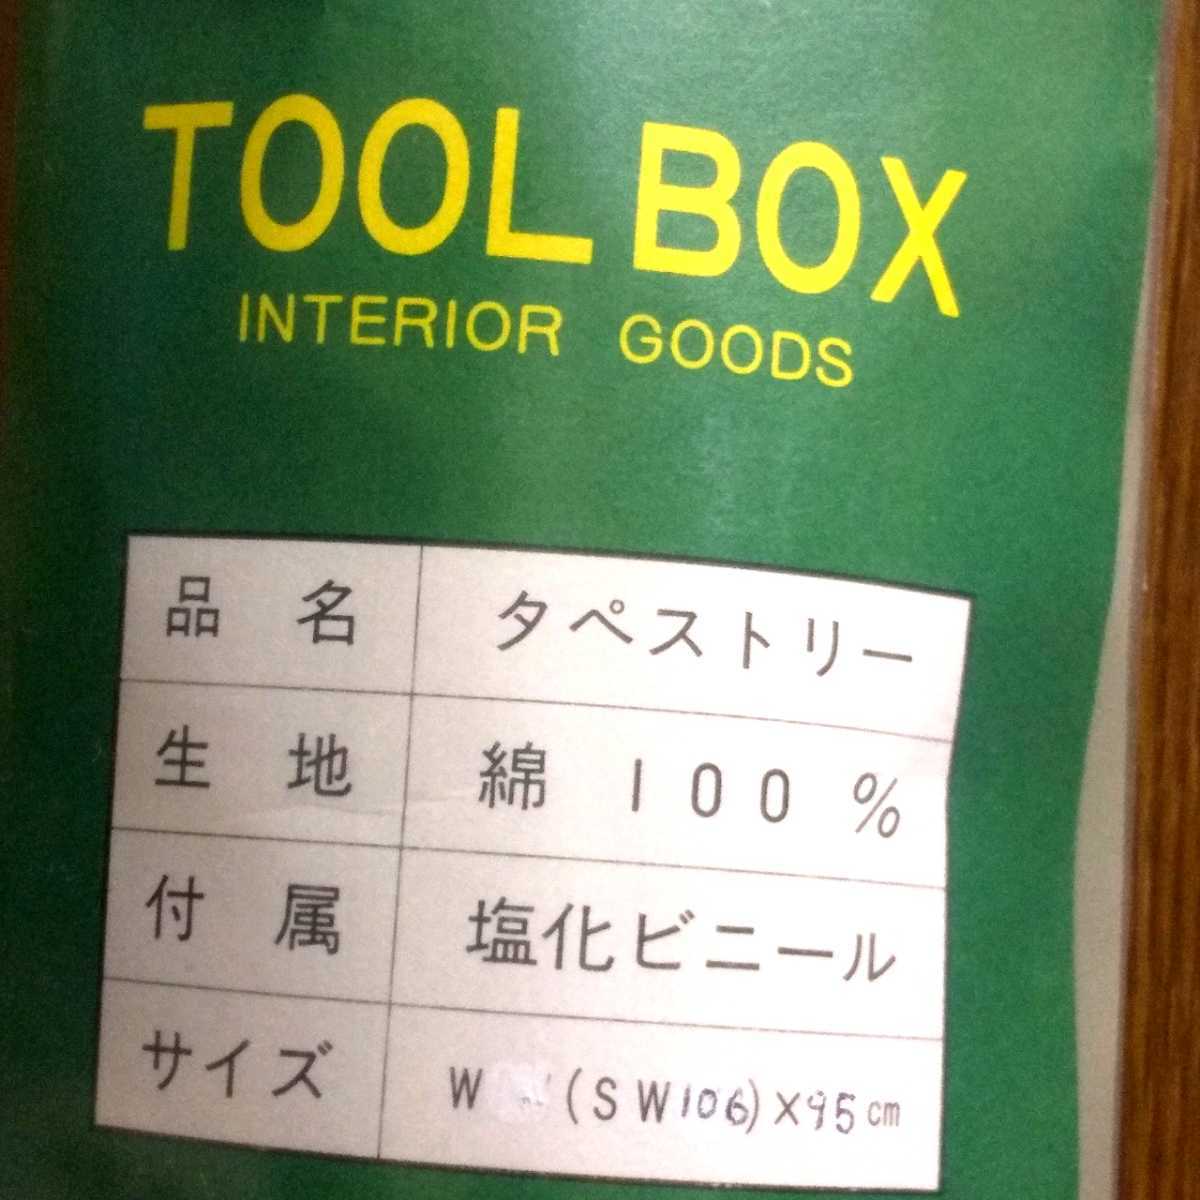 TOOL BOX
INTERIOR GOODS
品名 タペストリー
生地 綿 100 %
付属 塩化ビニール
サイズ W (SW106)×95cm